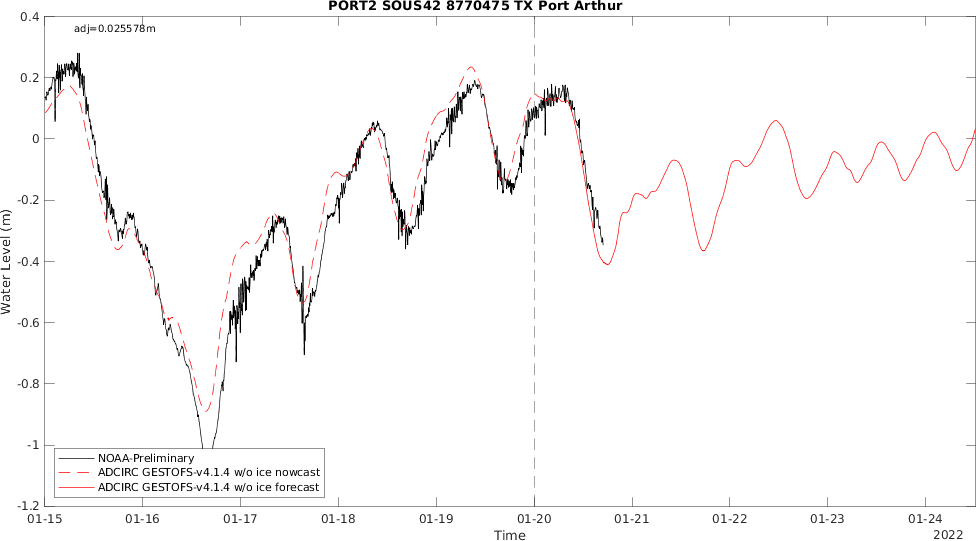 PORT2 SOUS42 8770475 TX Port Arthur
adj=0.025578m
0.4
0.2
0
-0.2
-0.4
-0.6
-0.8
-1
-1.2
Water Level (m)
NOAA-Preliminary
ADCIRC GESTOFS-v4.1.4 w/o ice nowcast
ADCIRC GESTOFS-v4.1.4 w/o ice forecast
01-15 01-16 01-17 01-18 01-19 01-20 01-21 01-22 01-23 01-24
Time
2022